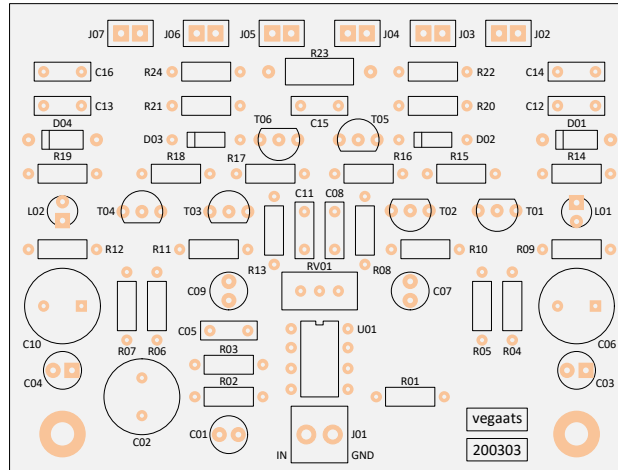 J07 J06 J05 J04 J03 J02
C16 R24 R23 R22 C14
C13 R21 C15 R20 C12
D04 D03 T06 T05 D02 D01
R19 R18 R17 R16 R15 R14
L02 T04 T03 C11 C08 T02 T01 L01
R12 R11 R13 R08 R10 R09
C09 RV01 C07
C10 R07 R06 C05 U01 R05 R04 C06
R03
C04 R02 R01 C03
C02 C01 J01
IN GND
vegaats
200303